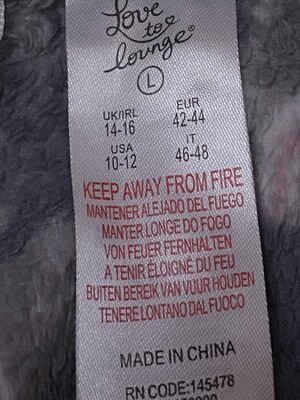 Love
to
lounge®
L
UK/IRL EUR
14-16 42-44
USA IT
10-12 46-48
KEEP AWAY FROM FIRE
MANTENER ALEJADO DEL FUEGO
MANTER LONGE DO FOGO
VON FEUER FERNHALTEN
A TENIR ÉLOIGNÉ DU FEU
BUITEN BEREIK VAN VUUR HOUDEN
TENERE LONTANO DAL FUOCO
MADE IN CHINA
RN CODE:145478